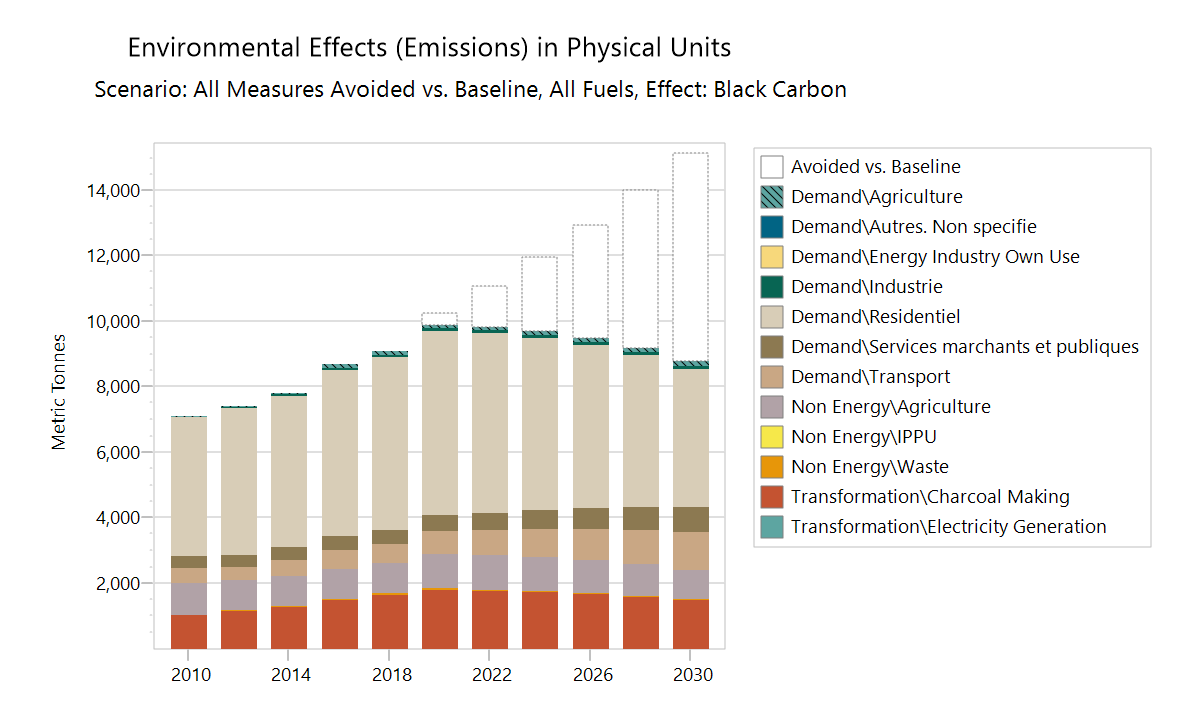 Environmental Effects (Emissions) in Physical Units
Scenario: All Measures Avoided vs. Baseline, All Fuels, Effect: Black Carbon
Metric Tonnes
14,000
12,000
10,000
8,000
6,000
4,000
2,000
2010
2014
2018
2022
2026
2030
Avoided vs. Baseline
Demand\Agriculture
Demand\Autres. Non specifie
Demand\Energy Industry Own Use
Demand\Industrie
Demand\Residentiel
Demand\Services marchants et publiques
Demand\Transport
Non Energy\Agriculture
Non Energy\IPPU
Non Energy\Waste
Transformation\Charcoal Making
Transformation\Electricity Generation